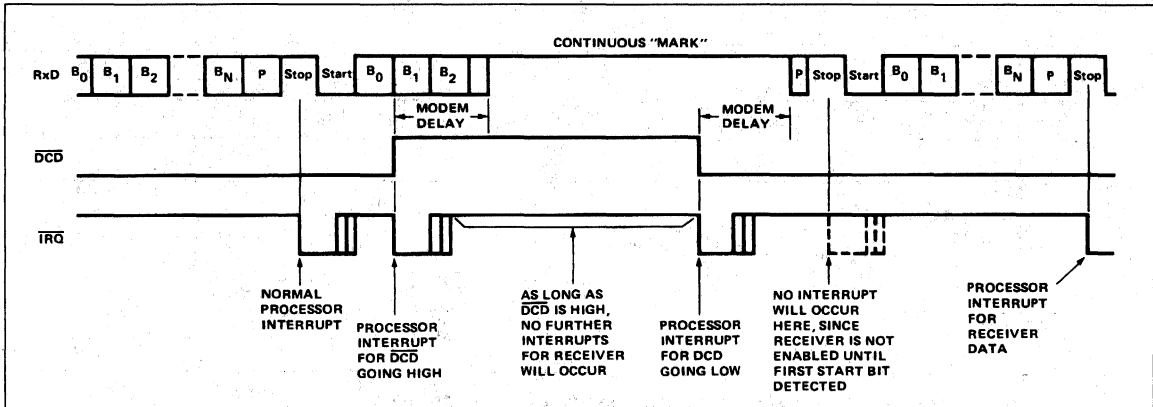 CONTINUOUS "MARK"
RxD B0 B1 B2 BN P Stop Start B0 B1 B2 P Stop Start B0 B1 BN P Stop
MODEM
DELAY
MODEM
DELAY
DCD
IRQ
NORMAL
PROCESSOR
INTERRUPT
PROCESSOR
INTERRUPT
FOR DCD
GOING HIGH
AS LONG AS
DCD IS HIGH,
NO FURTHER
INTERRUPTS
FOR RECEIVER
WILL OCCUR
PROCESSOR
INTERRUPT
FOR DCD
GOING LOW
NO INTERRUPT
WILL OCCUR
HERE, SINCE
RECEIVER IS NOT
ENABLED UNTIL
FIRST START BIT
DETECTED
PROCESSOR
INTERRUPT
FOR
RECEIVER
DATA